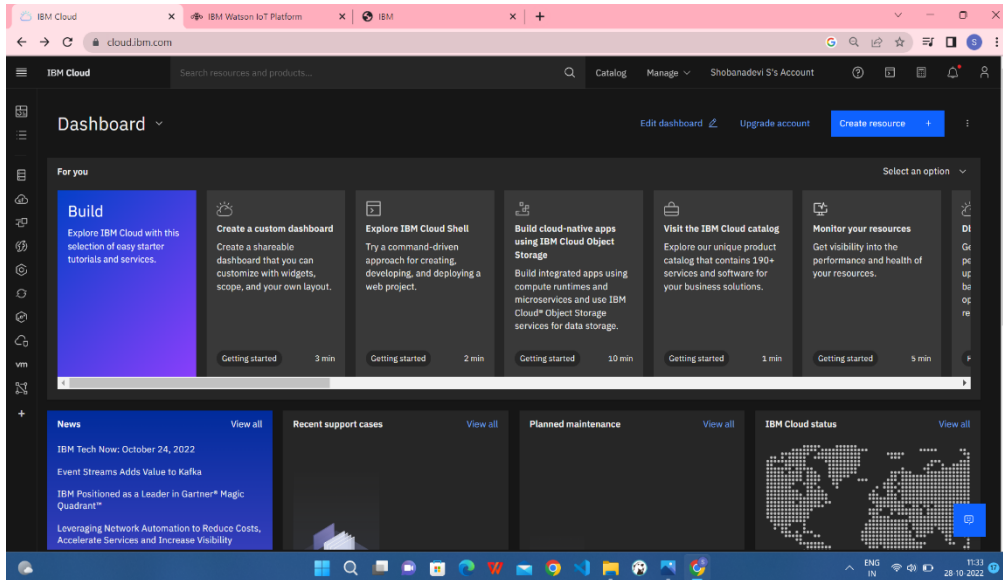 IBM Cloud
IBM Watson IoT Platform
IBM
cloud.ibm.com
S
IBM Cloud
Search resources and products...
Catalog
Manage
Shobanadevi S's Account
Dashboard
Edit dashboard
Upgrade account
Create resource +
For you
Select an option
Build
Explore IBM Cloud with this
selection of easy starter
tutorials and services.
Create a custom dashboard
Create a shareable
dashboard that you can
customize with widgets,
scope, and your own layout.
Getting started
3 min
Explore IBM Cloud Shell
Try a command-driven
approach for creating,
developing, and deploying a
web project.
Getting started
2 min
Build cloud-native apps
using IBM Cloud Object
Storage
Build integrated apps using
compute runtimes and
microservices and use IBM
Cloud® Object Storage
services for data storage.
Getting started
10 min
Visit the IBM Cloud catalog
Explore our unique product
catalog that contains 190+
services and software for
your business solutions.
Getting started
1 min
Monitor your resources
Get visibility into the
performance and health of
your resources.
Getting started
5 min
vm
News
View all
IBM Tech Now: October 24, 2022
Event Streams Adds Value to Kafka
IBM Positioned as a Leader in Gartner® Magic
Quadrant™
Leveraging Network Automation to Reduce Costs,
Accelerate Services and Increase Visibility
Recent support cases
View all
Planned maintenance
View all
IBM Cloud status
View all
ENG
IN
11:33
28-10-2022